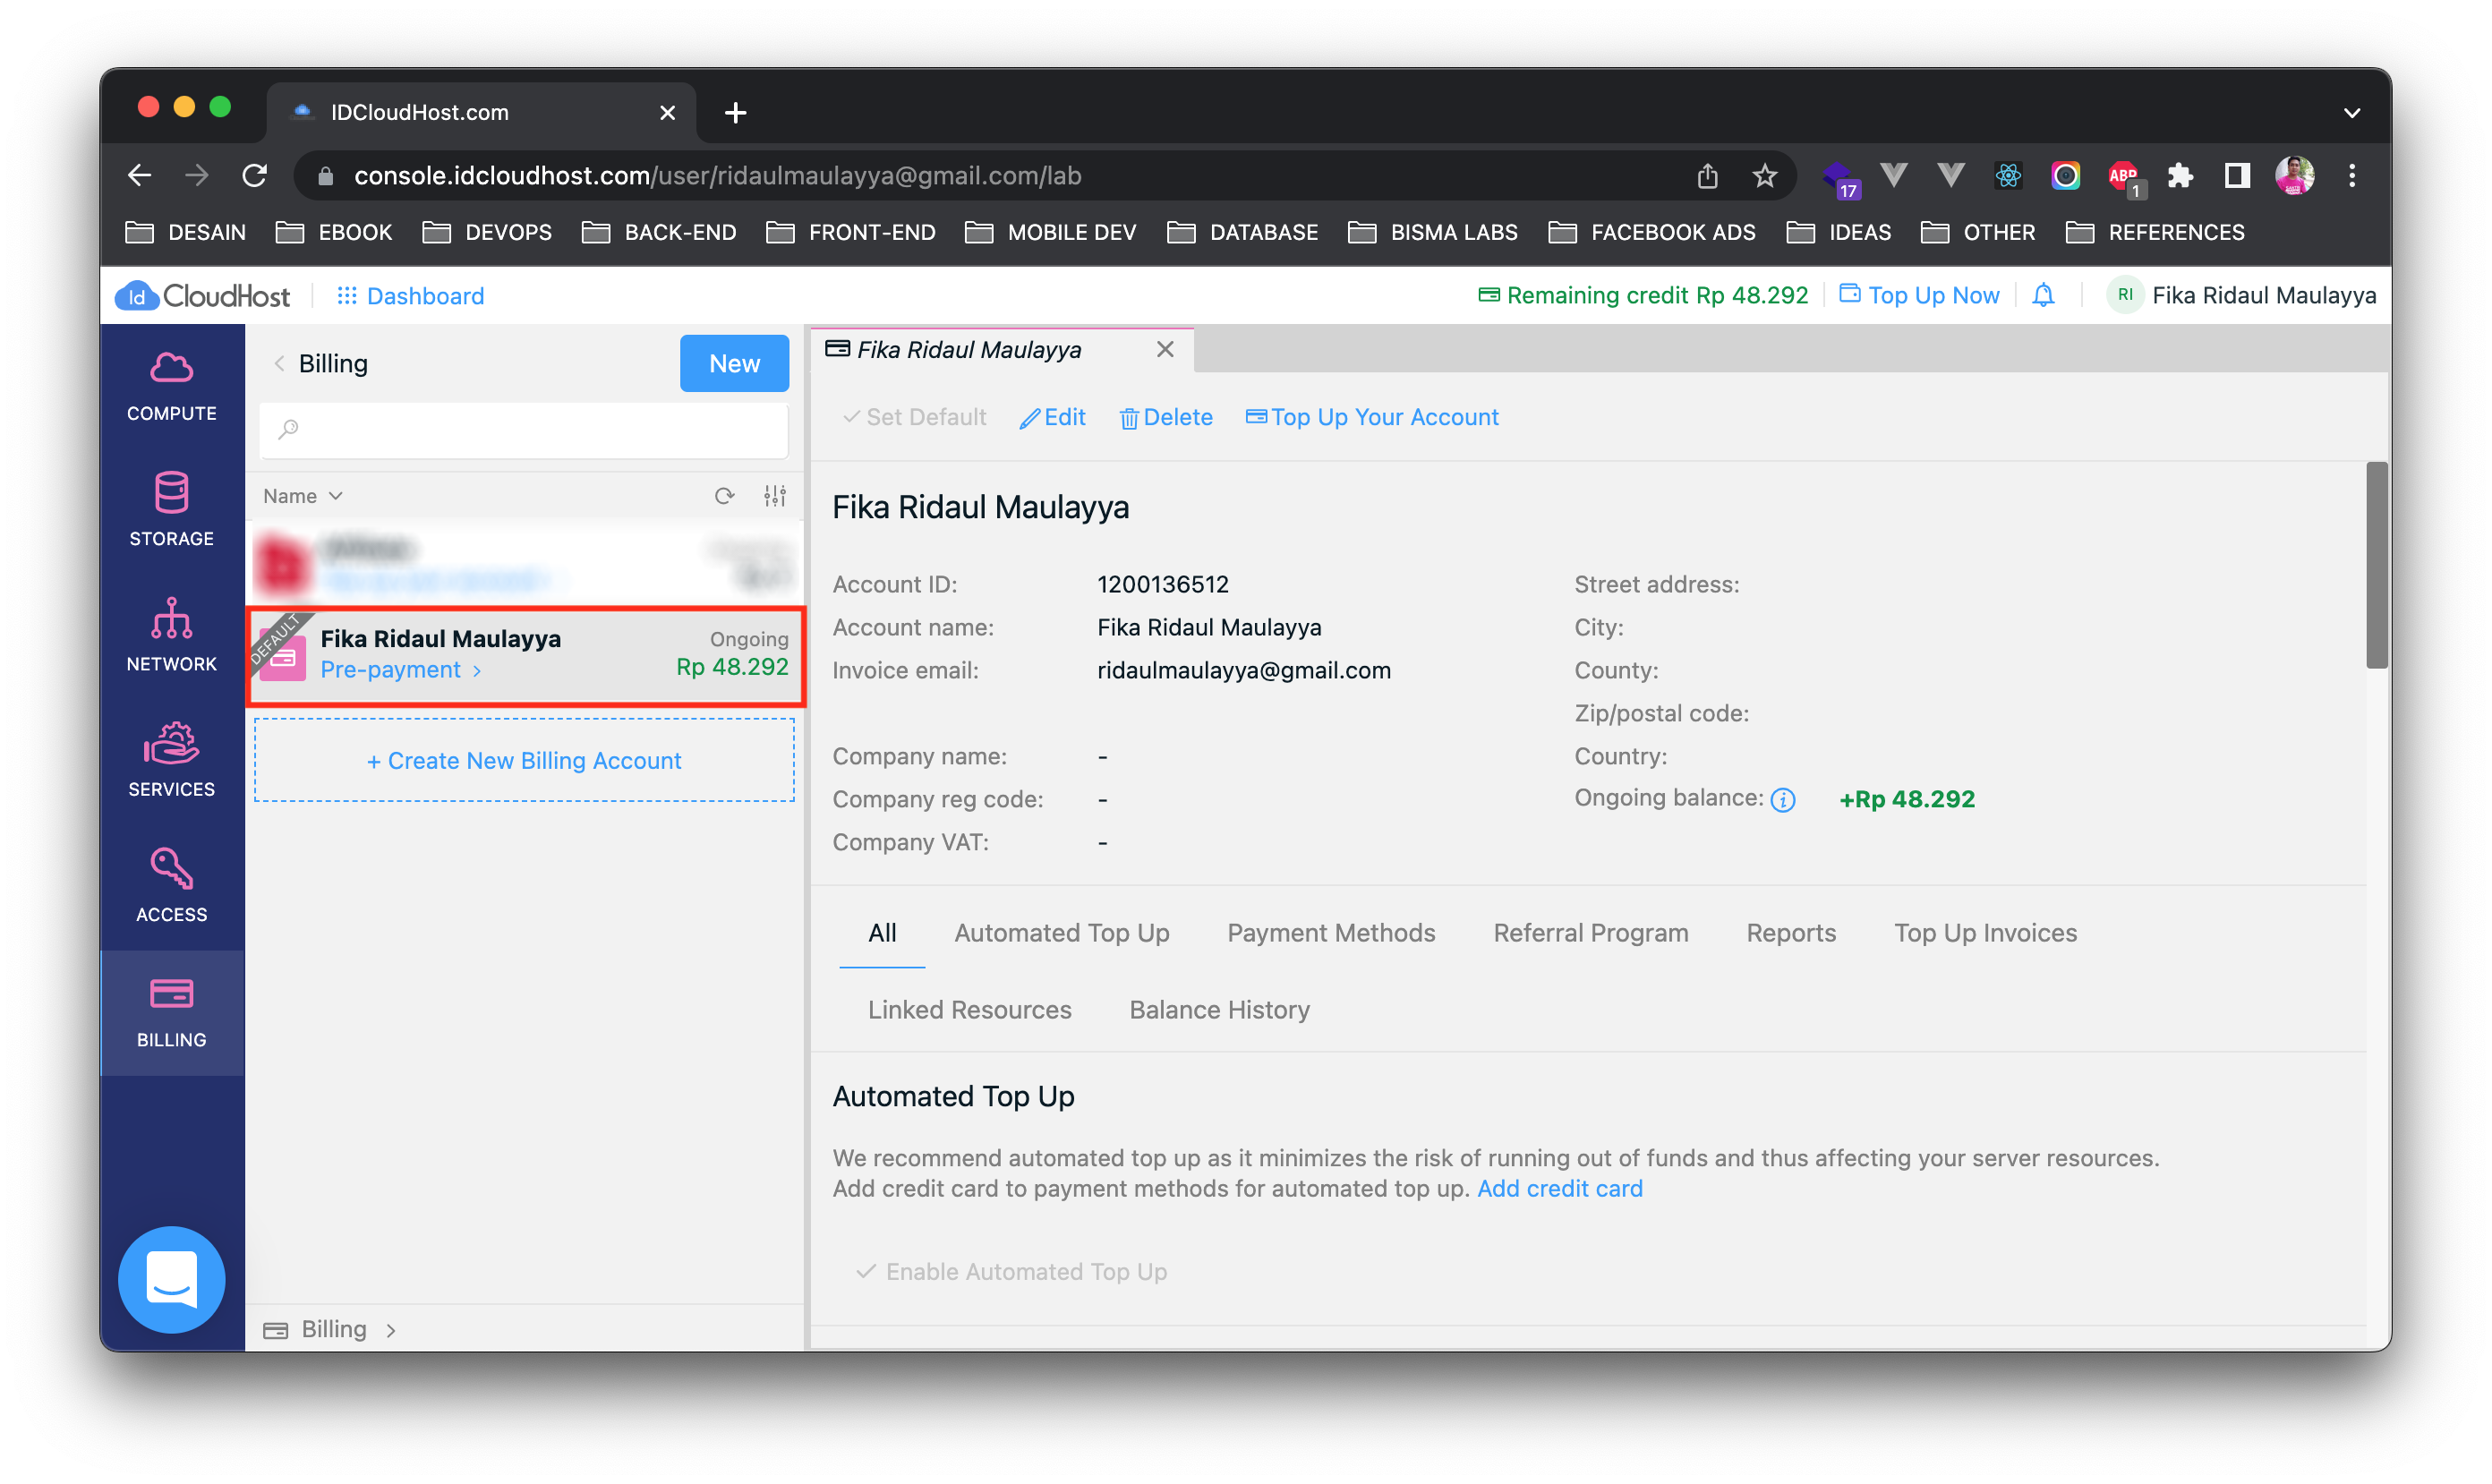 IDCloudHost.com
console.idcloudhost.com/user/ridaulmaulayya@gmail.com/lab
17
ABP
1
DESAIN EBOOK DEVOPS BACK-END FRONT-END MOBILE DEV DATABASE BISMA LABS FACEBOOK ADS IDEAS OTHER REFERENCES
Id CloudHost Dashboard Remaining credit Rp 48.292 Top Up Now RI Fika Ridaul Maulayya
COMPUTE
STORAGE
NETWORK
SERVICES
ACCESS
BILLING
Billing New
Name
DEFAULT
Fika Ridaul Maulayya Ongoing
Pre-payment > Rp 48.292
+ Create New Billing Account
Billing >
Fika Ridaul Maulayya
Set Default Edit Delete Top Up Your Account
Fika Ridaul Maulayya
Account ID: 1200136512
Account name: Fika Ridaul Maulayya
Invoice email: ridaulmaulayya@gmail.com
Company name: -
Company reg code: -
Company VAT: -
Street address:
City:
County:
Zip/postal code:
Country:
Ongoing balance: i +Rp 48.292
All Automated Top Up Payment Methods Referral Program Reports Top Up Invoices
Linked Resources Balance History
Automated Top Up
We recommend automated top up as it minimizes the risk of running out of funds and thus affecting your server resources.
Add credit card to payment methods for automated top up. Add credit card
Enable Automated Top Up